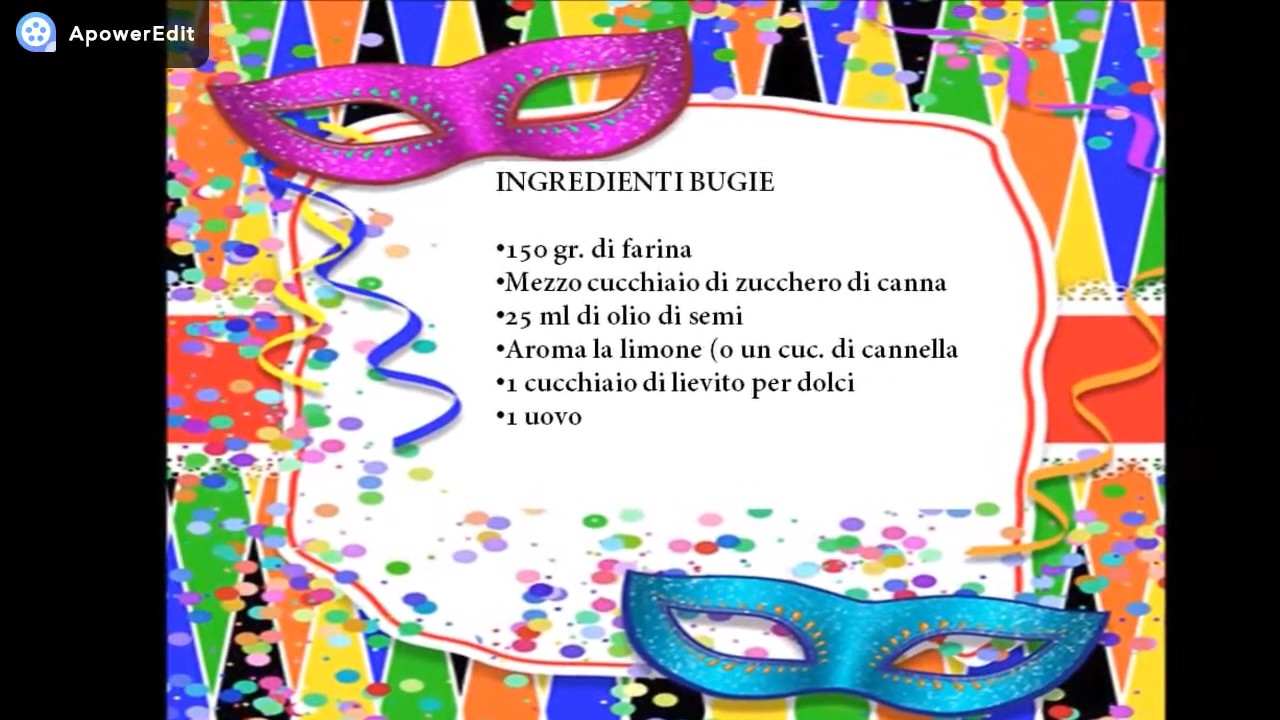 ApowerEdit
INGREDIENTI BUGIE
•150 gr. di farina
•Mezzo cucchiaio di zucchero di canna
•25 ml di olio di semi
•Aroma la limone (o un cuc. di cannella
•1 cucchiaio di lievito per dolci
•1 uovo